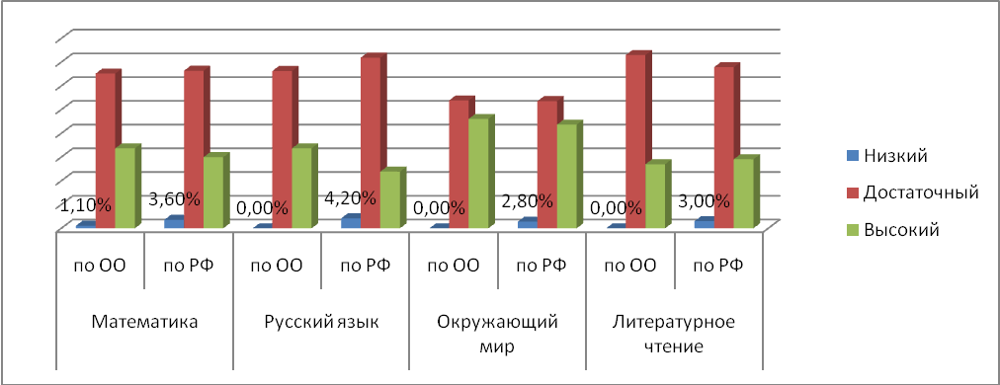 1,10%
3,60%
0,00%
4,20%
0,00%
2,80%
0,00%
3,00%
Низкий
Достаточный
Высокий
по ОО
по РФ
по ОО
по РФ
по ОО
по РФ
по ОО
по РФ
Математика
Русский язык
Окружающий
мир
Литературное
чтение